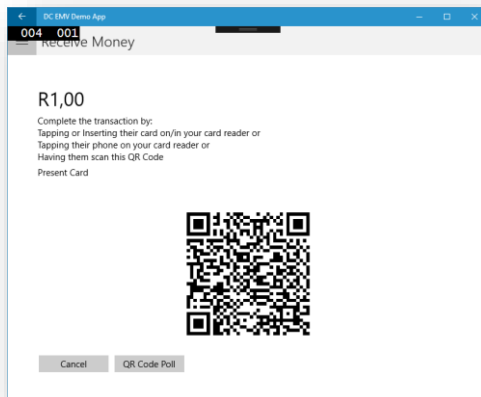 DC EMV Demo App
004 001
Receive Money
R1,00
Complete the transaction by:
Tapping or Inserting their card on/in your card reader or
Tapping their phone on your card reader or
Having them scan this QR Code
Present Card
Cancel QR Code Poll